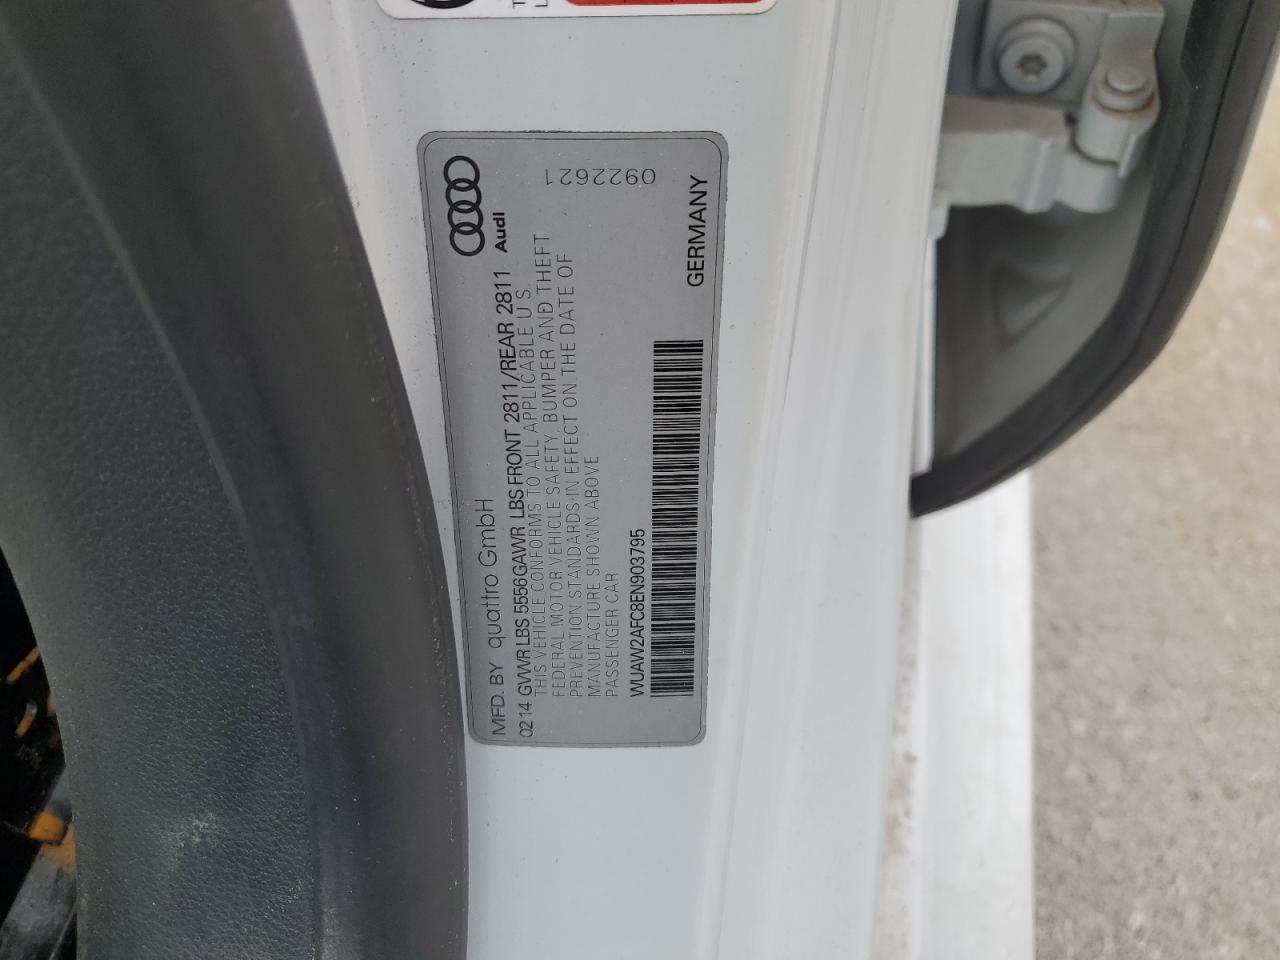 Audi
MFD. BY quattro GmbH
0214 GVWR LBS 5556GAWR LBS FRONT 2811/REAR 2811
THIS VEHICLE CONFORMS TO ALL APPLICABLE U S
FEDERAL MOTOR VEHICLE SAFETY, BUMPER AND THEFT
PREVENTION STANDARDS IN EFFECT ON THE DATE OF
MANUFACTURE SHOWN ABOVE
PASSENGER CAR
WUAW2AFC8EN903795
GERMANY
0922621